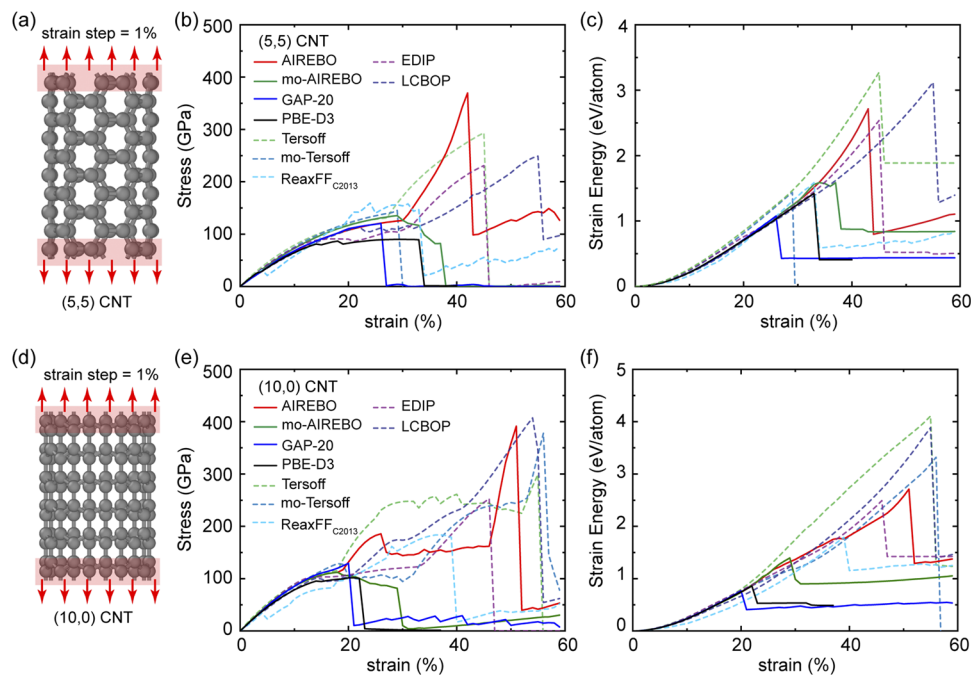 (a)
strain step = 1%
(5,5) CNT
(b)
500
400
300
200
100
0
Stress (GPa)
(5,5) CNT
AIREBO
mo-AIREBO
GAP-20
PBE-D3
Tersoff
mo-Tersoff
ReaxFF C2013
EDIP
LCBOP
0 20 40 60
strain (%)
(c)
5
4
3
2
1
0
Strain Energy (eV/atom)
0 20 40 60
strain (%)
(d)
strain step = 1%
(10,0) CNT
(e)
500
400
300
200
100
0
Stress (GPa)
(10,0) CNT
AIREBO
mo-AIREBO
GAP-20
PBE-D3
Tersoff
mo-Tersoff
ReaxFF C2013
EDIP
LCBOP
0 20 40 60
strain (%)
(f)
5
4
3
2
1
0
Strain Energy (eV/atom)
0 20 40 60
strain (%)